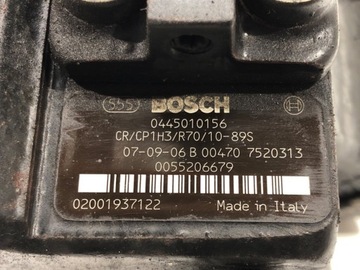 BOSCH
0445010156
CR/CP1H3/R70/10-89S
07-09-06 B 00470 7520313
0055206679
02001937122 Made in Italy